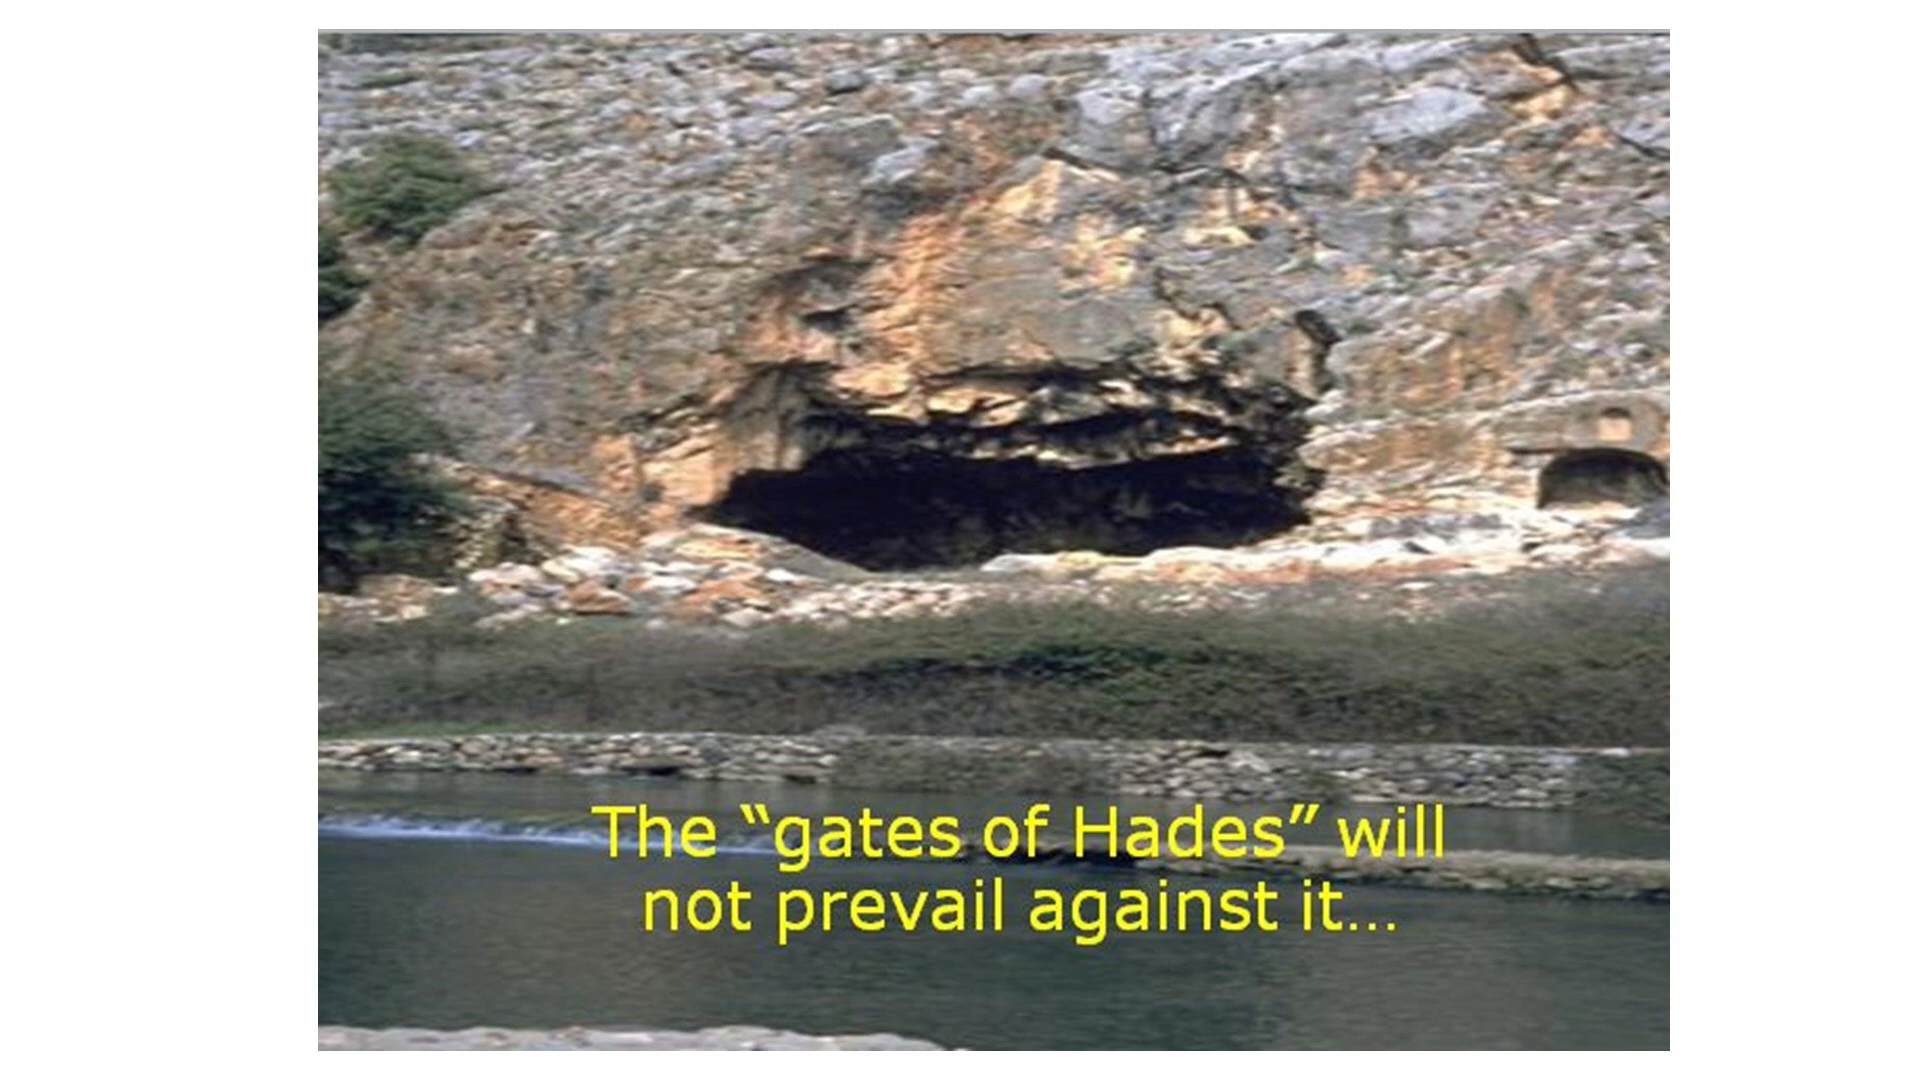 The “gates of Hades” will
not prevail against it...